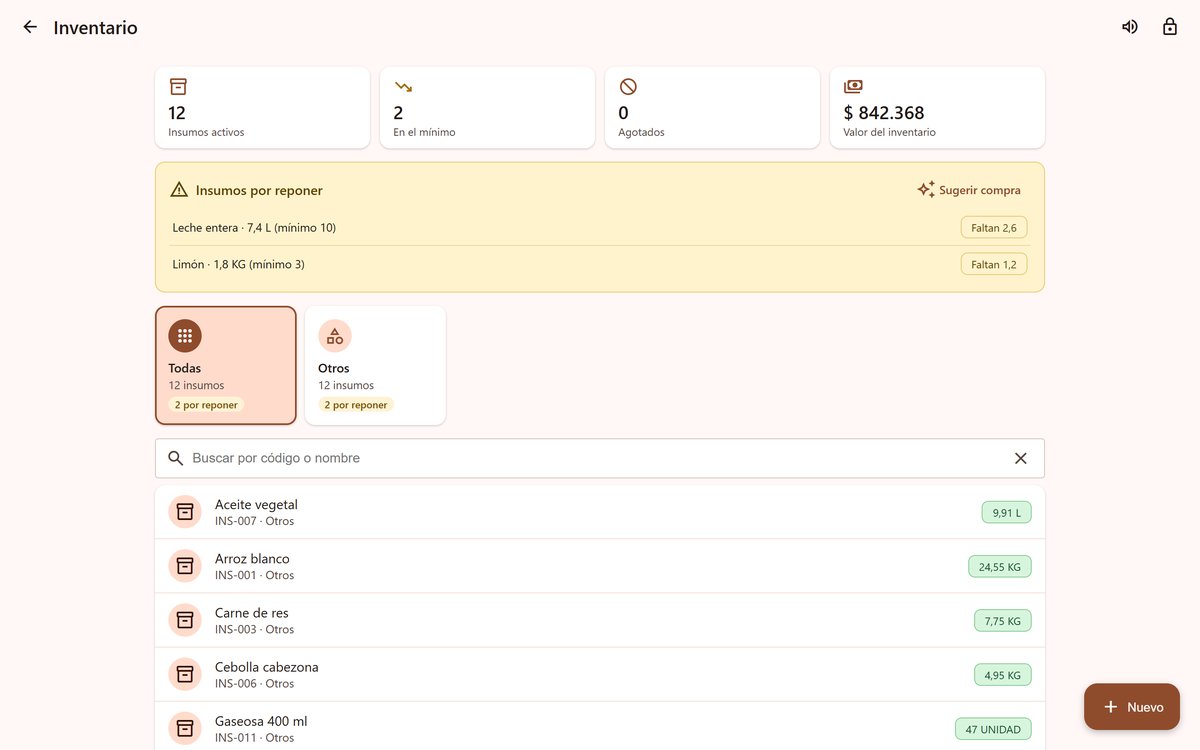 Inventario
12
Insumos activos
2
En el mínimo
0
Agotados
$ 842.368
Valor del inventario
Insumos por reponer
Sugerir compra
Leche entera · 7,4 L (mínimo 10)
Faltan 2,6
Limón · 1,8 KG (mínimo 3)
Faltan 1,2
Todas
12 insumos
2 por reponer
Otros
12 insumos
2 por reponer
Buscar por código o nombre
Aceite vegetal
INS-007 · Otros
9,91 L
Arroz blanco
INS-001 · Otros
24,55 KG
Carne de res
INS-003 · Otros
7,75 KG
Cebolla cabezona
INS-006 · Otros
4,95 KG
Gaseosa 400 ml
INS-011 · Otros
47 UNIDAD
Nuevo